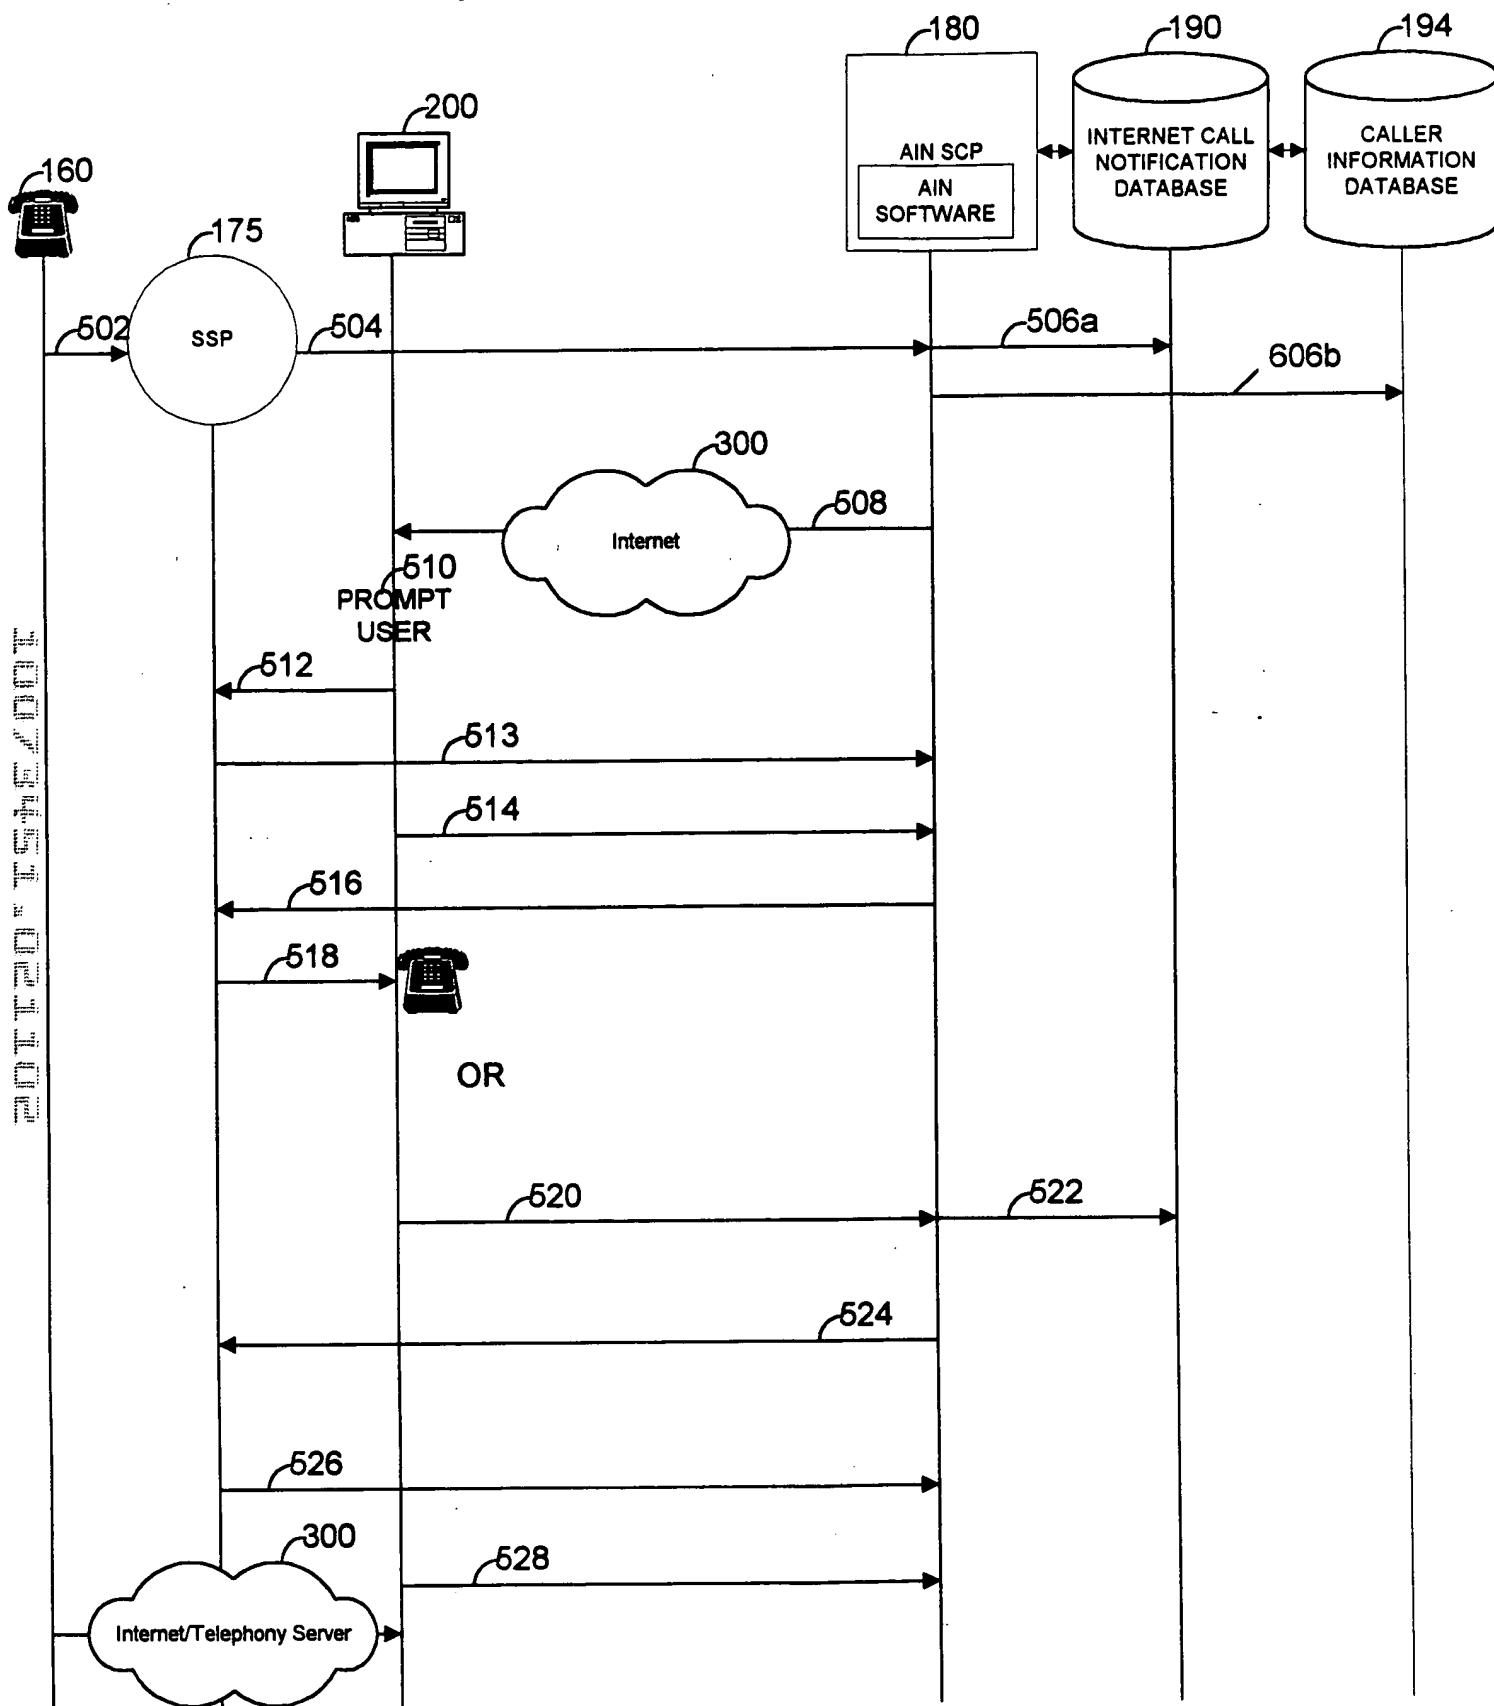 180
190
194
200
160
175
AIN SCP
AIN
SOFTWARE
INTERNET CALL
NOTIFICATION
DATABASE
CALLER
INFORMATION
DATABASE
SSP
502
504
506a
606b
300
508
Internet
510
PROMPT
USER
512
513
514
516
518
OR
520
522
524
526
300
528
Internet/Telephony Server